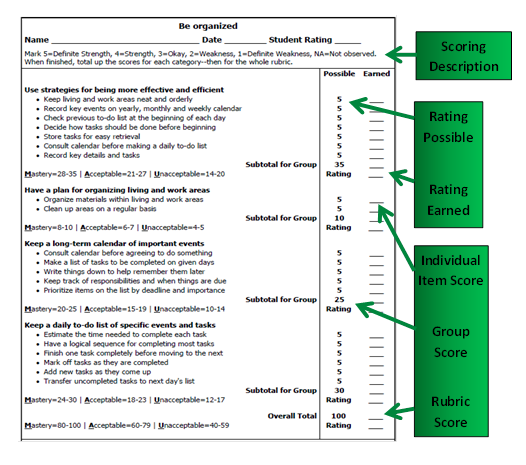 Be organized
Name ________________________ Date ________ Student Rating _____
Mark 5=Definite Strength, 4=Strength, 3=Okay, 2=Weakness, 1=Definite Weakness, NA=Not observed.
When finished, total up the scores for each category--then for the whole rubric.
Possible Earned
Use strategies for being more effective and efficient
• Keep living and work areas neat and orderly 5 ___
• Record key events on yearly, monthly and weekly calendar 5 ___
• Check previous to-do list at the beginning of each day 5 ___
• Decide how tasks should be done before beginning 5 ___
• Store tasks for easy retrieval 5 ___
• Consult calendar before making a daily to-do list 5 ___
• Record key details and tasks 5 ___
Subtotal for Group 35 ___
Mastery=28-35 | Acceptable=21-27 | Unacceptable=14-20 Rating ___
Have a plan for organizing living and work areas
• Organize materials within living and work areas 5 ___
• Clean up areas on a regular basis 5 ___
Subtotal for Group 10 ___
Mastery=8-10 | Acceptable=6-7 | Unacceptable=4-5 Rating ___
Keep a long-term calendar of important events
• Consult calendar before agreeing to do something 5 ___
• Make a list of tasks to be completed on given days 5 ___
• Write things down to help remember them later 5 ___
• Keep track of responsibilities and when things are due 5 ___
• Prioritize items on the list by deadline and importance 5 ___
Subtotal for Group 25 ___
Mastery=20-25 | Acceptable=15-19 | Unacceptable=10-14 Rating ___
Keep a daily to-do list of specific events and tasks
• Estimate the time needed to complete each task 5 ___
• Have a logical sequence for completing most tasks 5 ___
• Finish one task completely before moving to the next 5 ___
• Mark off tasks as they are completed 5 ___
• Add new tasks as they come up 5 ___
• Transfer uncompleted tasks to next day's list 5 ___
Subtotal for Group 30 ___
Mastery=24-30 | Acceptable=18-23 | Unacceptable=12-17 Rating ___
Overall Total 100 ___
Mastery=80-100 | Acceptable=60-79 | Unacceptable=40-59 Rating ___
Scoring
Description
Rating
Possible
Rating
Earned
Individual
Item Score
Group
Score
Rubric
Score